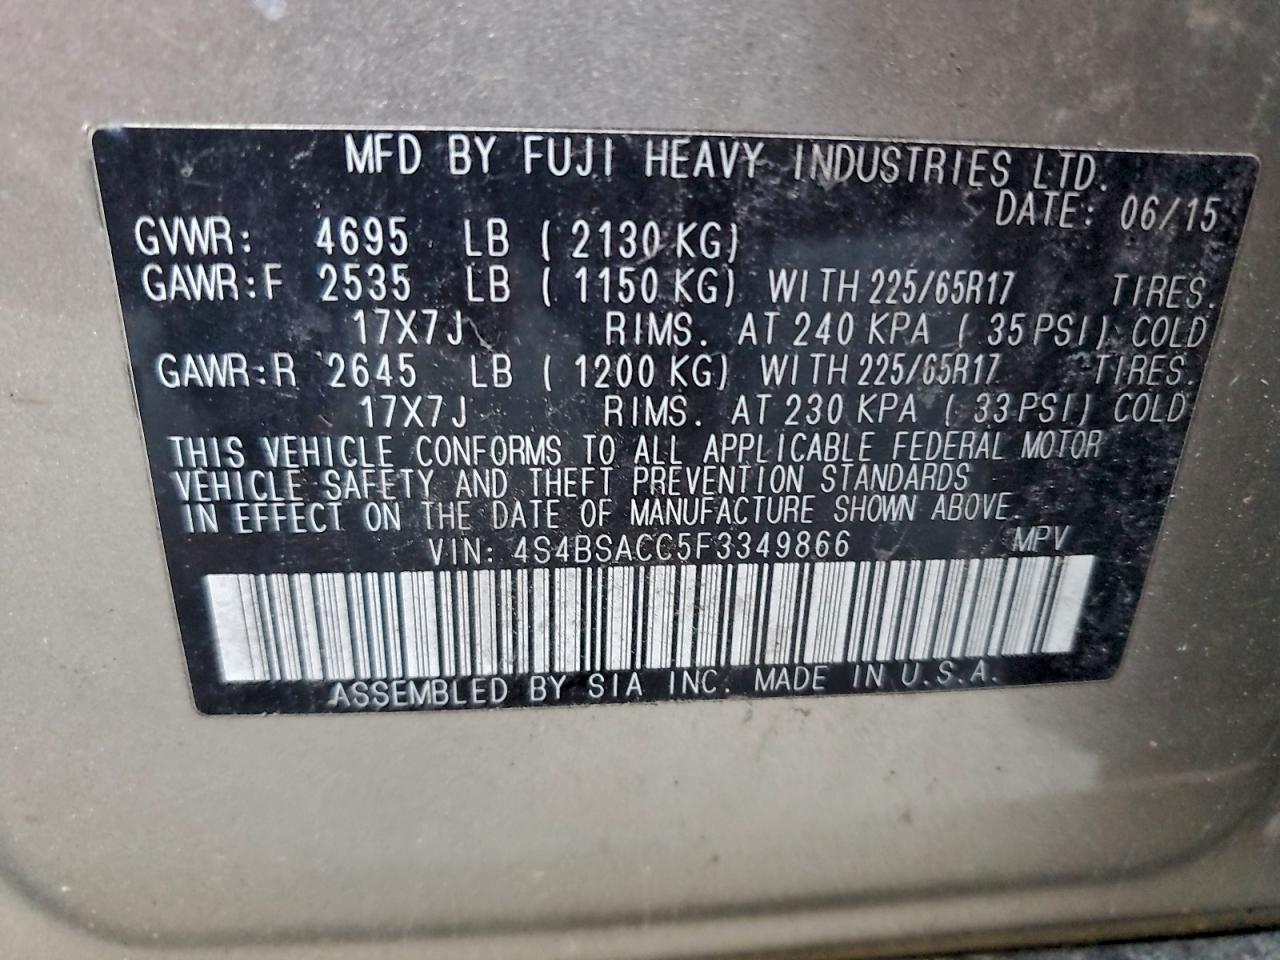 MFD BY FUJI HEAVY INDUSTRIES LTD.
DATE: 06/15
GVWR: 4695 LB ( 2130 KG)
GAWR:F 2535 LB ( 1150 KG) WITH 225/65R17 TIRES.
17X7J RIMS. AT 240 KPA ( 35 PSI) COLD
GAWR:R 2645 LB ( 1200 KG) WITH 225/65R17 TIRES.
17X7J RIMS. AT 230 KPA ( 33 PSI) COLD
THIS VEHICLE CONFORMS TO ALL APPLICABLE FEDERAL MOTOR
VEHICLE SAFETY AND THEFT PREVENTION STANDARDS
IN EFFECT ON THE DATE OF MANUFACTURE SHOWN ABOVE.
VIN: 4S4BSACC5F3349866 MPV
ASSEMBLED BY SIA INC. MADE IN U.S.A.